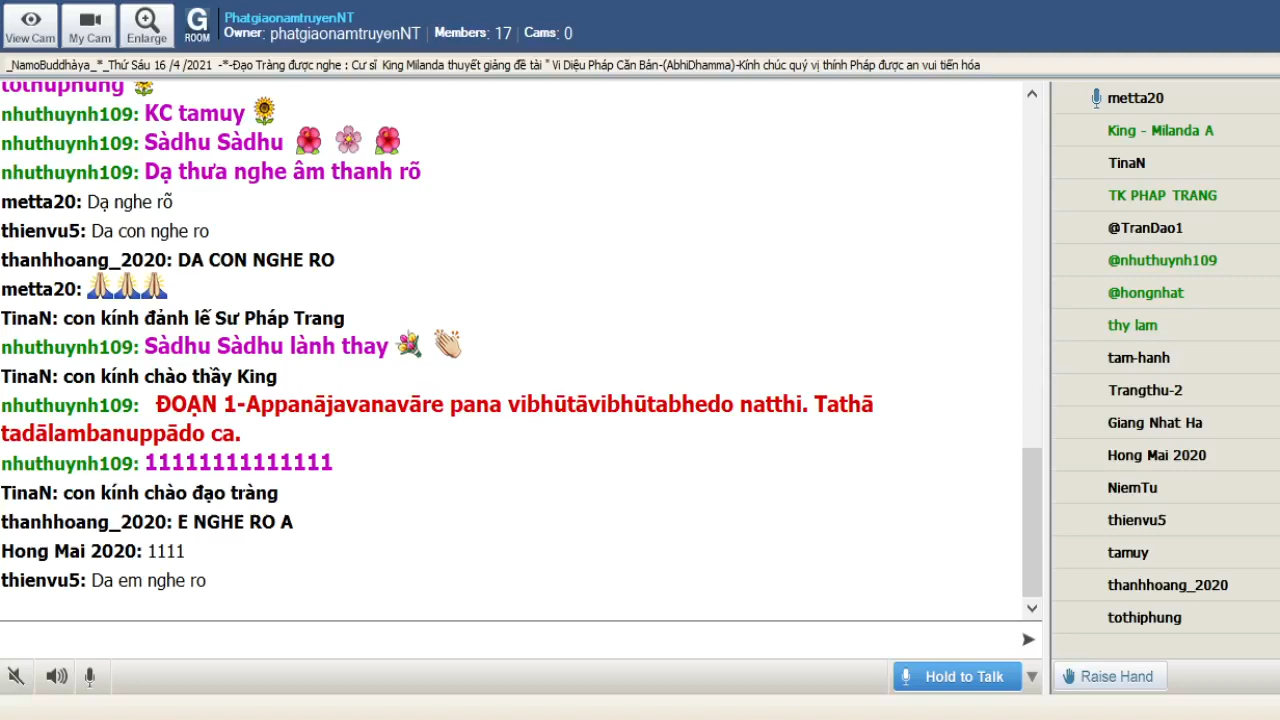 View Cam
My Cam
Enlarge
G
ROOM
PhatgiaonamtruyenNT
Owner: phatgiaonamtruyenNT | Members: 17 | Cams: 0
_NamoBuddhàya_*_Thứ Sáu 16 /4 /2021 -*-Đạo Tràng được nghe : Cư sĩ King Milanda thuyết giảng đề tài " Vi Diệu Pháp Căn Bản-(AbhiDhamma)-Kính chúc quý vị thính Pháp được an vui tiến hóa
tothuphung
nhuthuynh109: KC tamuy
nhuthuynh109: Sàdhu Sàdhu
nhuthuynh109: Dạ thưa nghe âm thanh rõ
metta20: Dạ nghe rõ
thienvu5: Da con nghe ro
thanhhoang_2020: DA CON NGHE RO
metta20:
TinaN: con kính đảnh lế Sư Pháp Trang
nhuthuynh109: Sàdhu Sàdhu lành thay
TinaN: con kính chào thầy King
nhuthuynh109: ĐOẠN 1-Appanājavanavāre pana vibhūtāvibhūtabhedo natthi. Tathā
tadālambanuppādo ca.
nhuthuynh109: 11111111111111
TinaN: con kính chào đạo tràng
thanhhoang_2020: E NGHE RO A
Hong Mai 2020: 1111
thienvu5: Da em nghe ro
metta20
King - Milanda A
TinaN
TK PHAP TRANG
@TranDao1
@nhuthuynh109
@hongnhat
thy lam
tam-hanh
Trangthu-2
Giang Nhat Ha
Hong Mai 2020
NiemTu
thienvu5
tamuy
thanhhoang_2020
tothiphung
Hold to Talk
Raise Hand